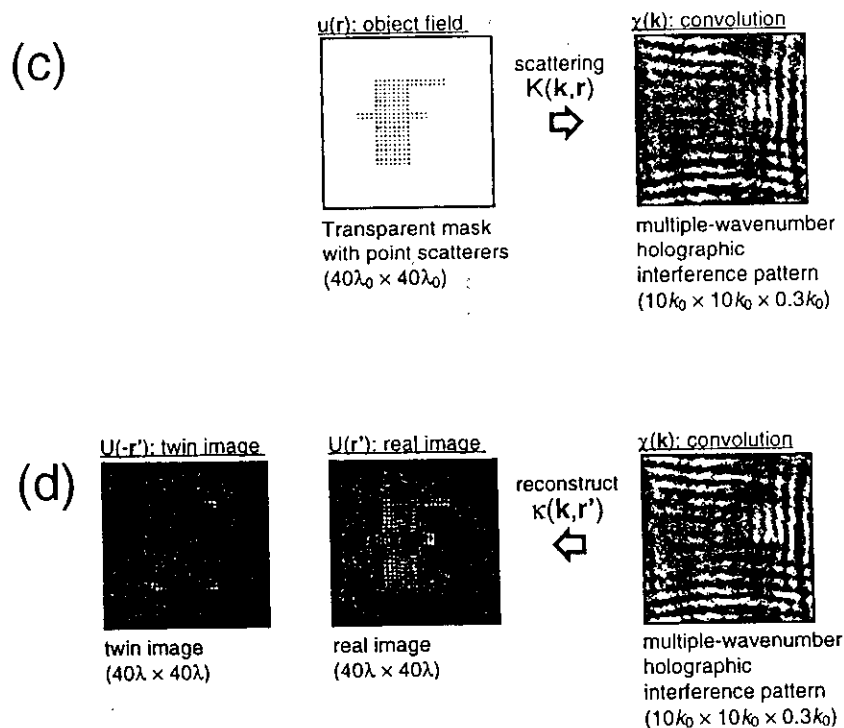 (c)
u(r): object field
Transparent mask
with point scatterers
(40λ₀ × 40λ₀)
scattering
K(k,r)
χ(k): convolution
multiple-wavenumber
holographic
interference pattern
(10k₀ × 10k₀ × 0.3k₀)
(d)
U(-r'): twin image
twin image
(40λ × 40λ)
U(r'): real image
real image
(40λ × 40λ)
reconstruct
κ(k,r')
χ(k): convolution
multiple-wavenumber
holographic
interference pattern
(10k₀ × 10k₀ × 0.3k₀)